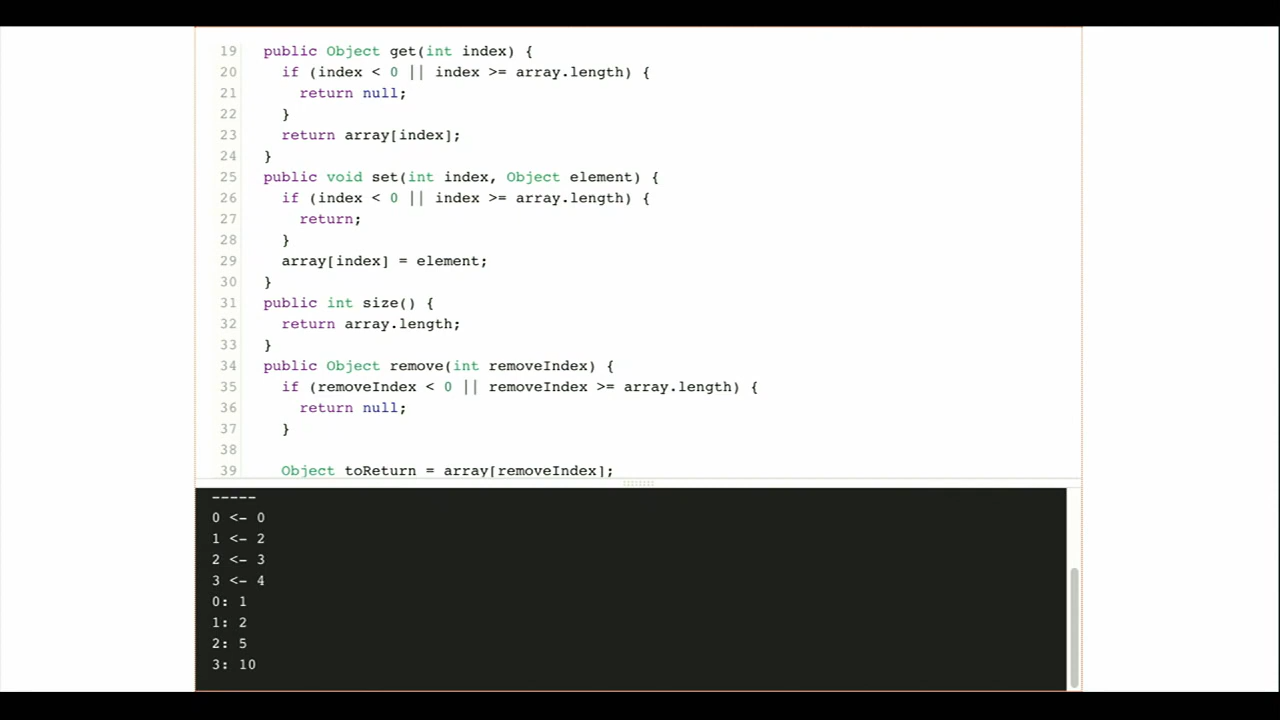 19 public Object get(int index) {
20 if (index < 0 || index >= array.length) {
21 return null;
22 }
23 return array[index];
24 }
25 public void set(int index, Object element) {
26 if (index < 0 || index >= array.length) {
27 return;
28 }
29 array[index] = element;
30 }
31 public int size() {
32 return array.length;
33 }
34 public Object remove(int removeIndex) {
35 if (removeIndex < 0 || removeIndex >= array.length) {
36 return null;
37 }
38
39 Object toReturn = array[removeIndex];
-----
0 <- 0
1 <- 2
2 <- 3
3 <- 4
0: 1
1: 2
2: 5
3: 10